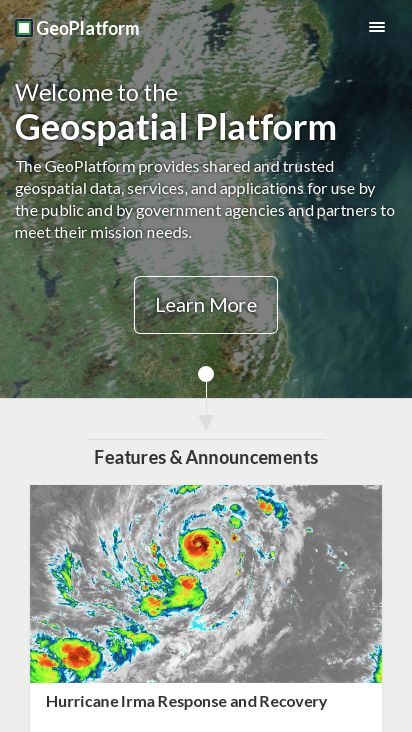 GeoPlatform
Welcome to the
Geospatial Platform
The GeoPlatform provides shared and trusted
geospatial data, services, and applications for use by
the public and by government agencies and partners to
meet their mission needs.
Learn More
Features & Announcements
Hurricane Irma Response and Recovery